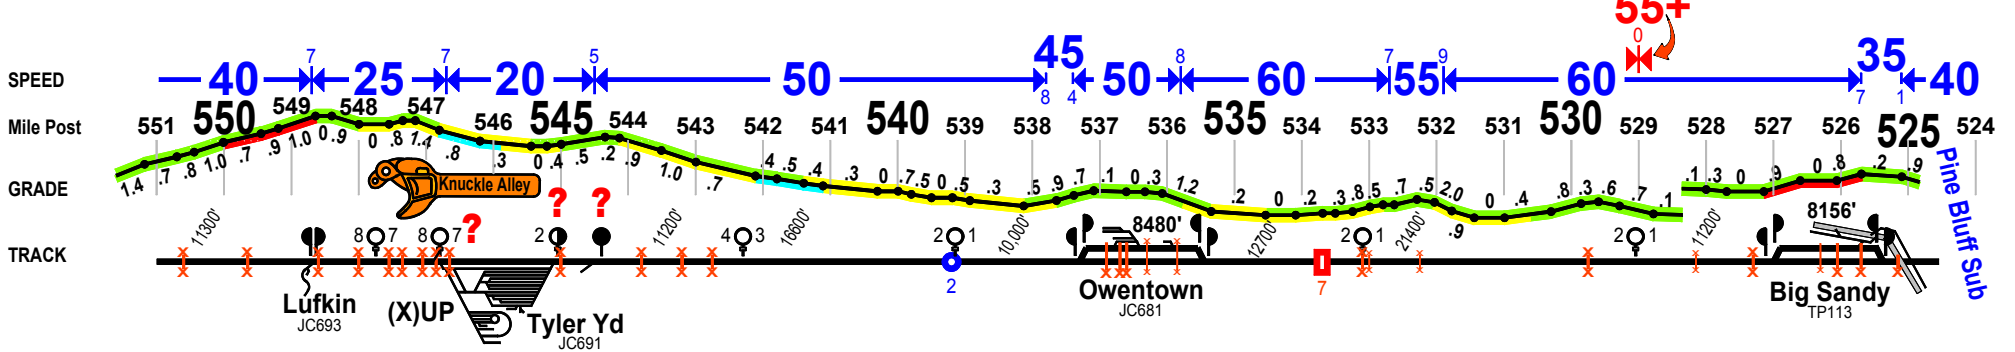 55+
0
7 7 5 45 8 7 9 35
SPEED 40 25 20 50 50 60 55 60 40
8 4 7 1
Mile Post 551 550 549 548 547 546 545 544 543 542 541 540 539 538 537 536 535 534 533 532 531 530 529 528 527 526 525 524
GRADE 1.4 .7 .8 1.0 .7 .9 1.0 0.9 0 .8 1.4 .8 .3 0 .4 .5 .2 .9 1.0 .7 .4 .5 .4 .3 0 .7 .5 0 .5 .3 .5 .9 .7 .1 0 .3 1.2 .2 0 .2 .3 .8 .5 .7 .5 2.0 .9 0 .4 .8 .3 .6 .7 .1 .1 .3 0 .9 0 .8 .2 .9
Knuckle Alley
? ? ?
11300' 11200' 16600' 10,000' 8480' 12700' 21400' 11200' 8156'
TRACK 8 7 8 7 2 4 3 2 1 2 1 2 1
2 7
Lufkin
JC693
(X)UP
Tyler Yd
JC691
Owentown
JC681
Big Sandy
TP113
Pine Bluff Sub